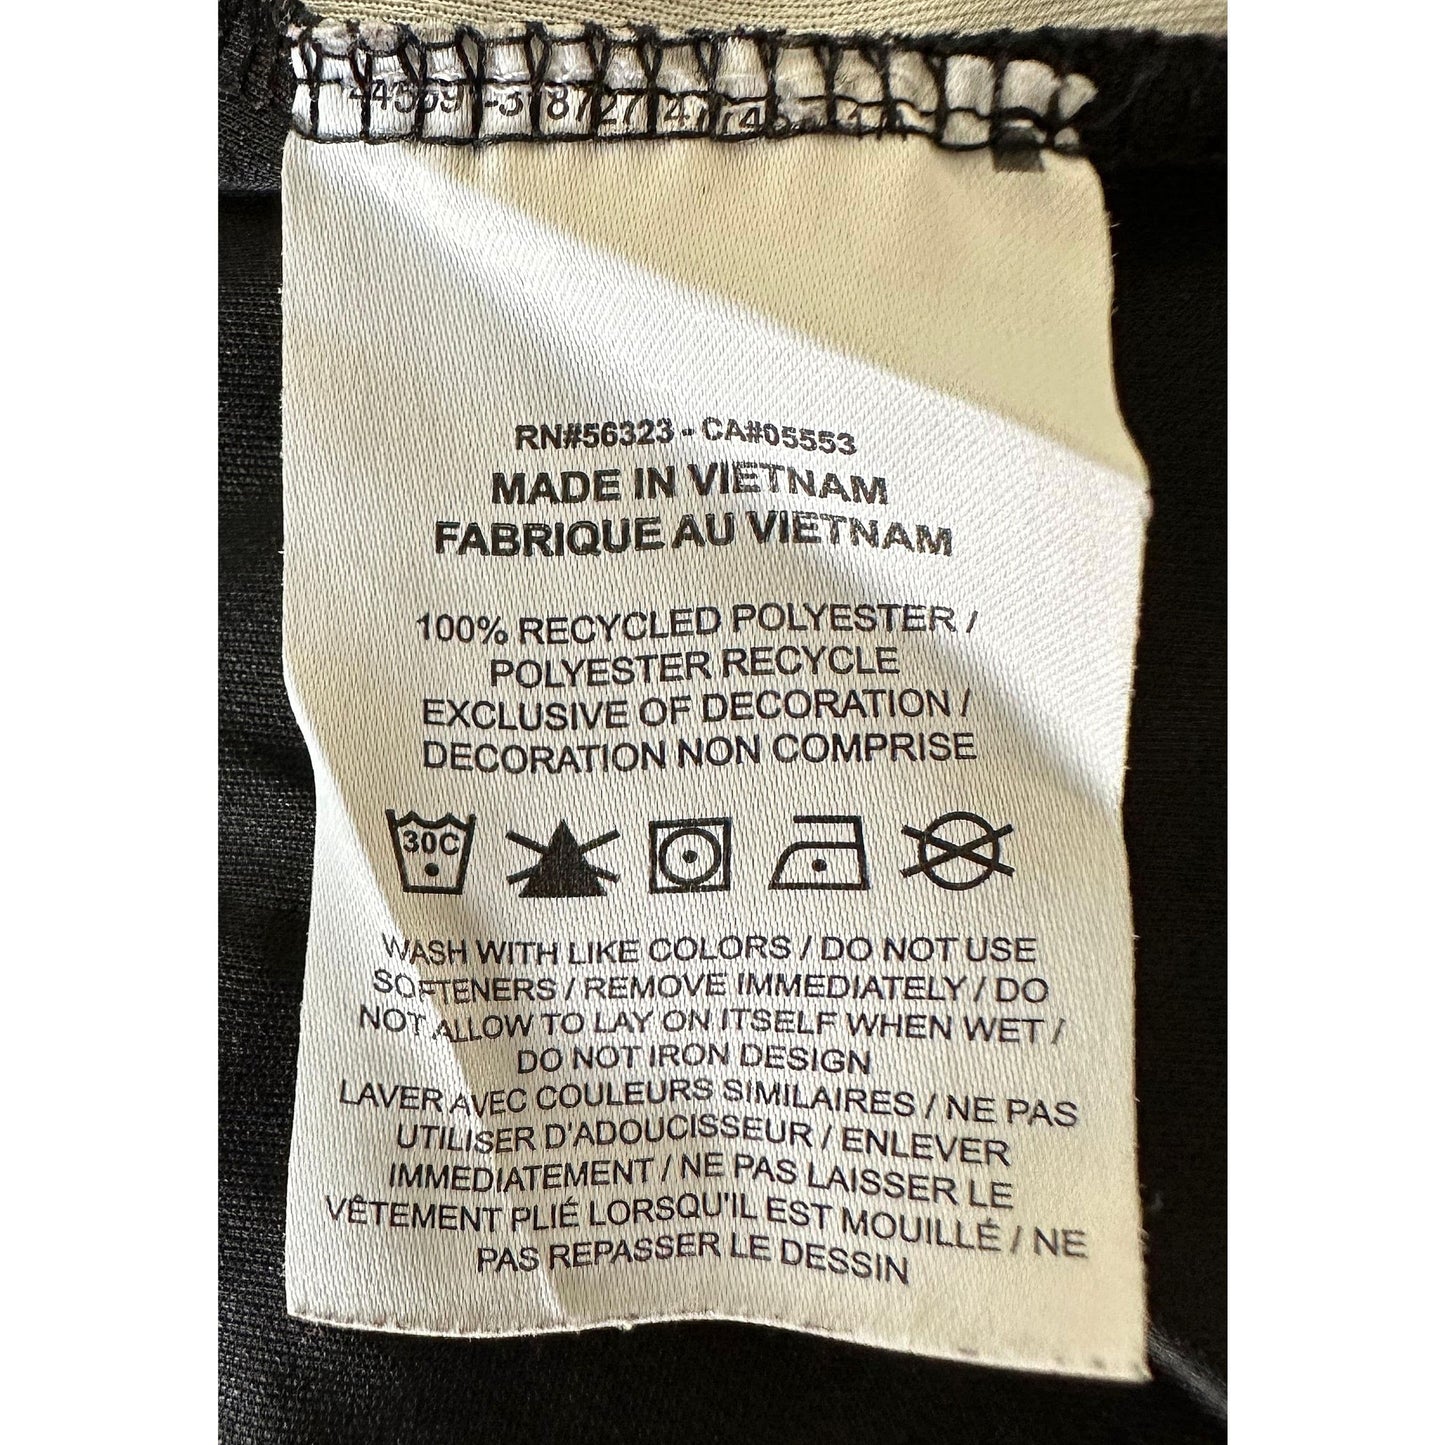 RN#56323 - CA#05553
MADE IN VIETNAM
FABRIQUE AU VIETNAM
100% RECYCLED POLYESTER /
POLYESTER RECYCLE
EXCLUSIVE OF DECORATION /
DECORATION NON COMPRISE
30C
WASH WITH LIKE COLORS / DO NOT USE
SOFTENERS / REMOVE IMMEDIATELY / DO
NOT ALLOW TO LAY ON ITSELF WHEN WET /
DO NOT IRON DESIGN
LAVER AVEC COULEURS SIMILAIRES / NE PAS
UTILISER D'ADOUCISSEUR / ENLEVER
IMMEDIATEMENT / NE PAS LAISSER LE
VÊTEMENT PLIÉ LORSQU'IL EST MOUILLÉ / NE
PAS REPASSER LE DESSIN